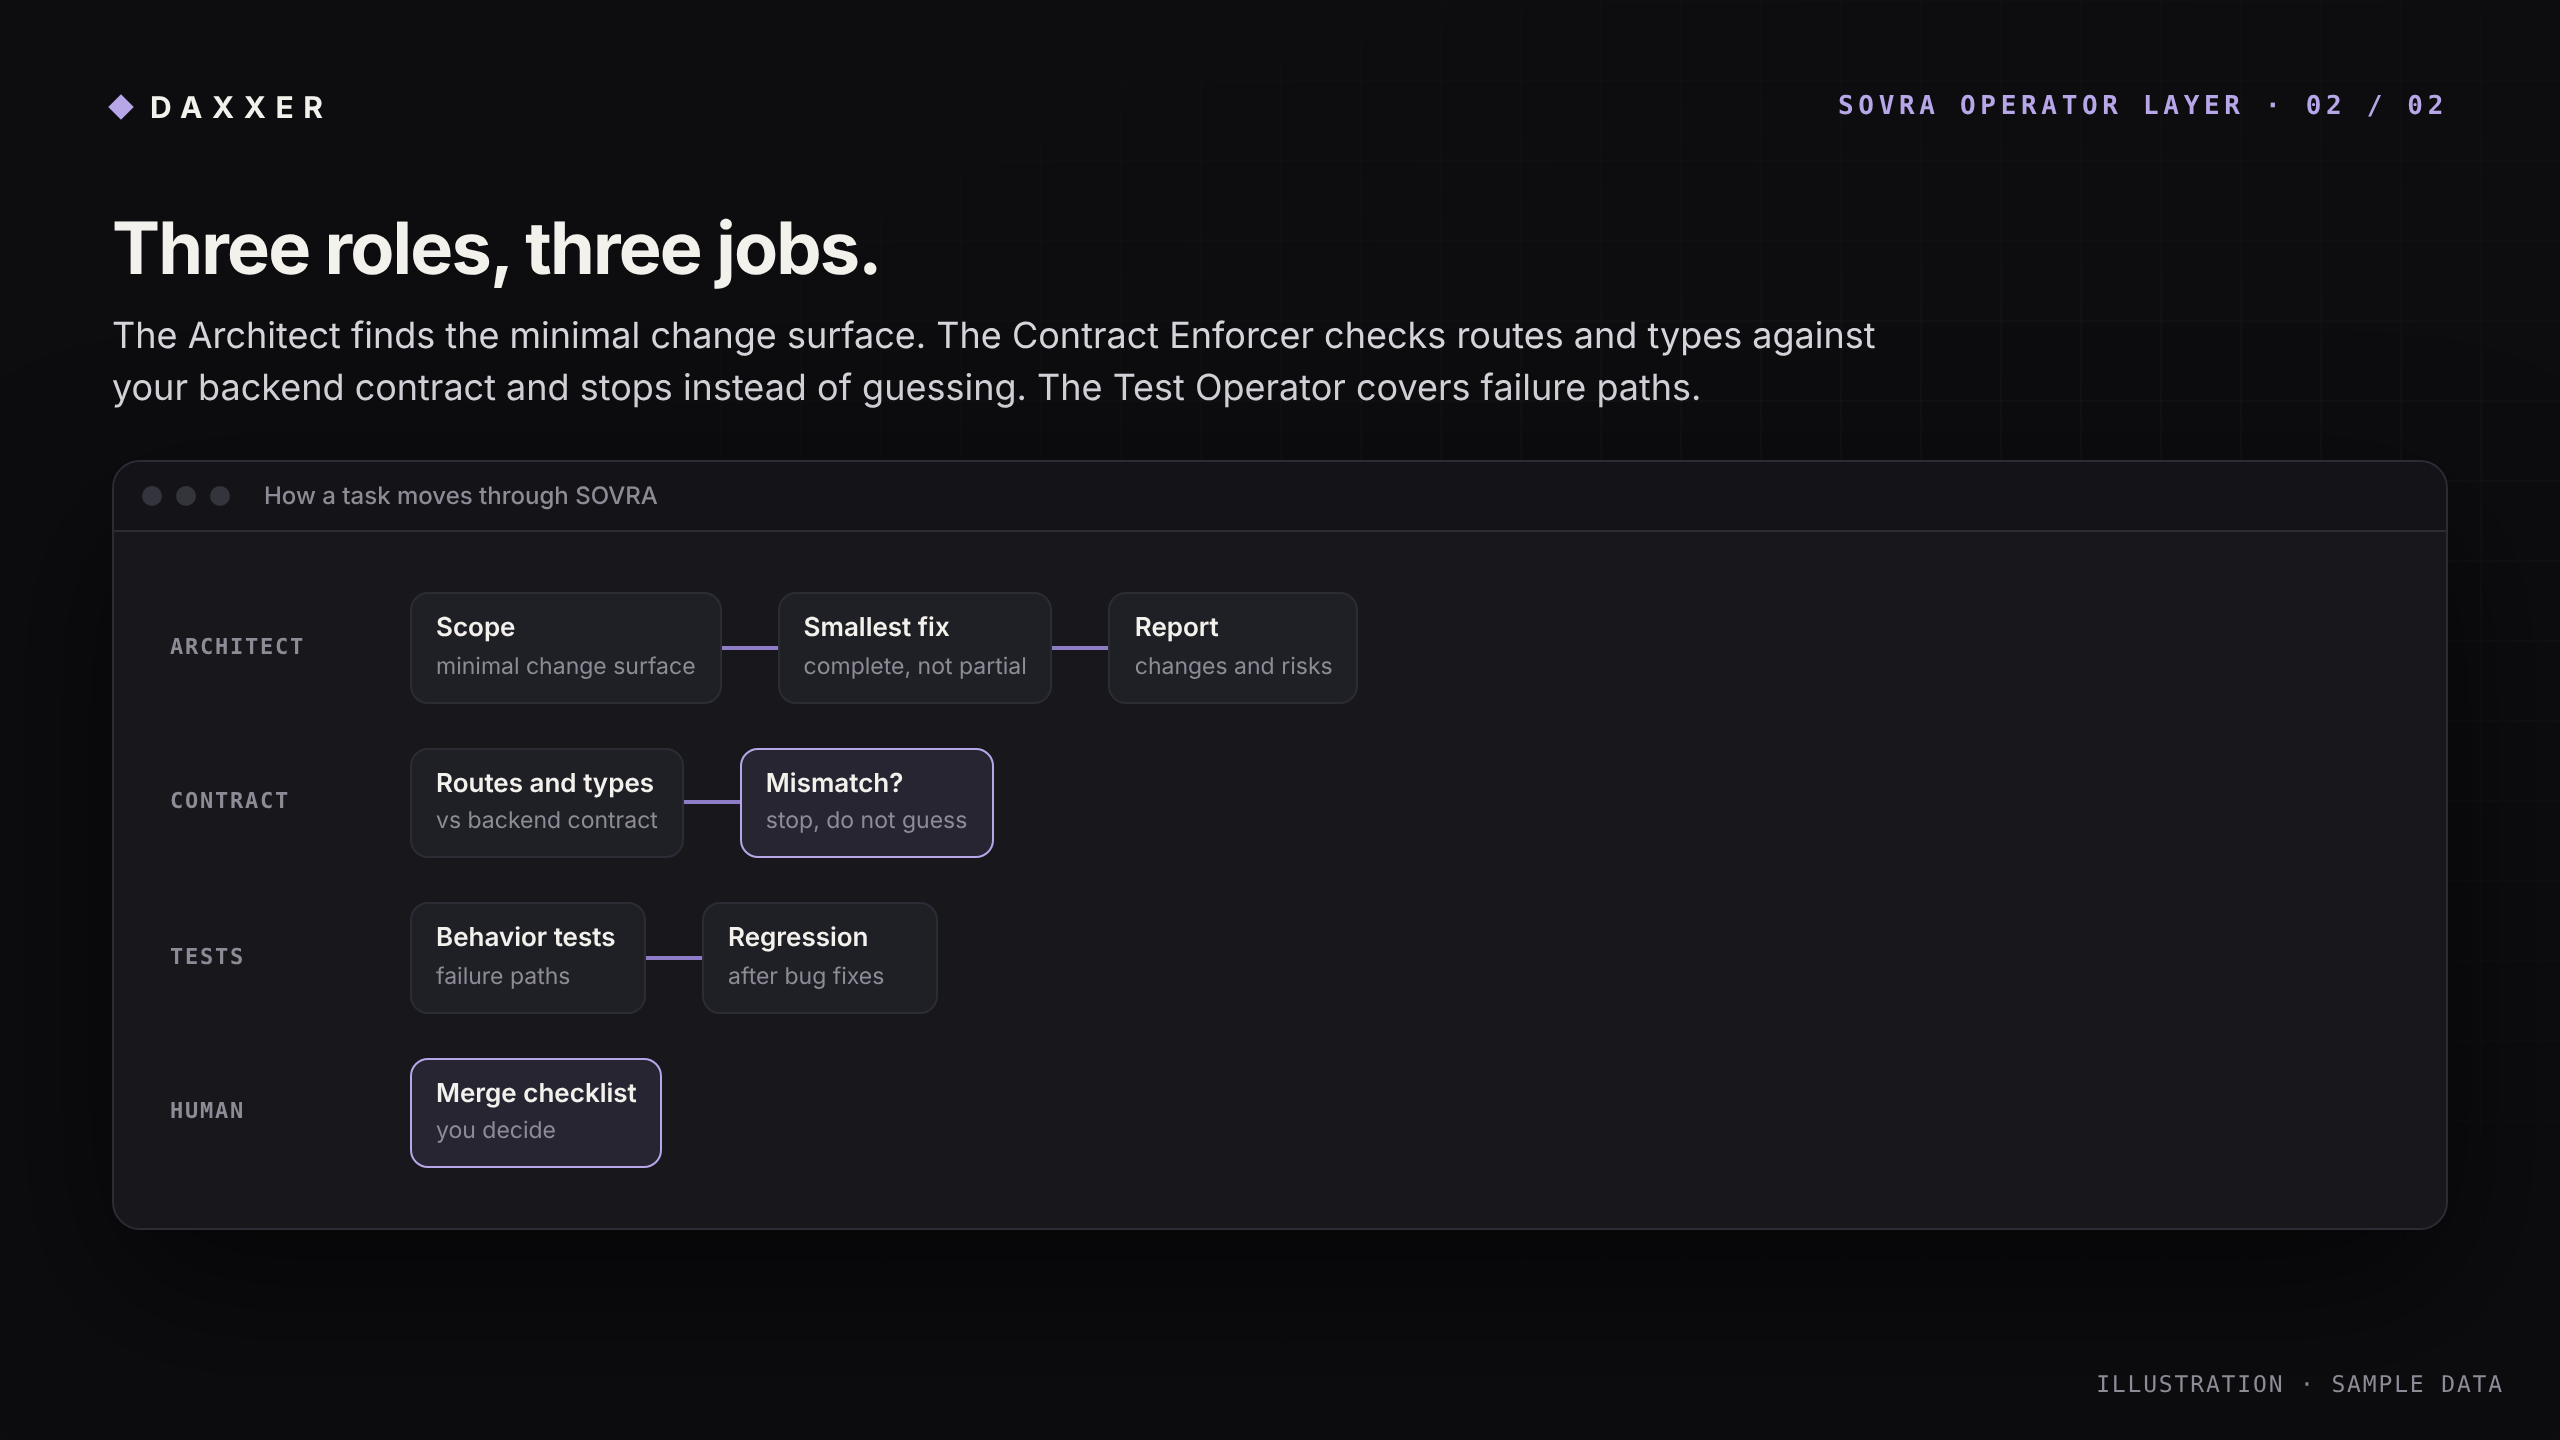 DAXXER
SOVRA OPERATOR LAYER · 02 / 02
Three roles, three jobs.
The Architect finds the minimal change surface. The Contract Enforcer checks routes and types against
your backend contract and stops instead of guessing. The Test Operator covers failure paths.
How a task moves through SOVRA
ARCHITECT
Scope
minimal change surface
Smallest fix
complete, not partial
Report
changes and risks
CONTRACT
Routes and types
vs backend contract
Mismatch?
stop, do not guess
TESTS
Behavior tests
failure paths
Regression
after bug fixes
HUMAN
Merge checklist
you decide
ILLUSTRATION · SAMPLE DATA